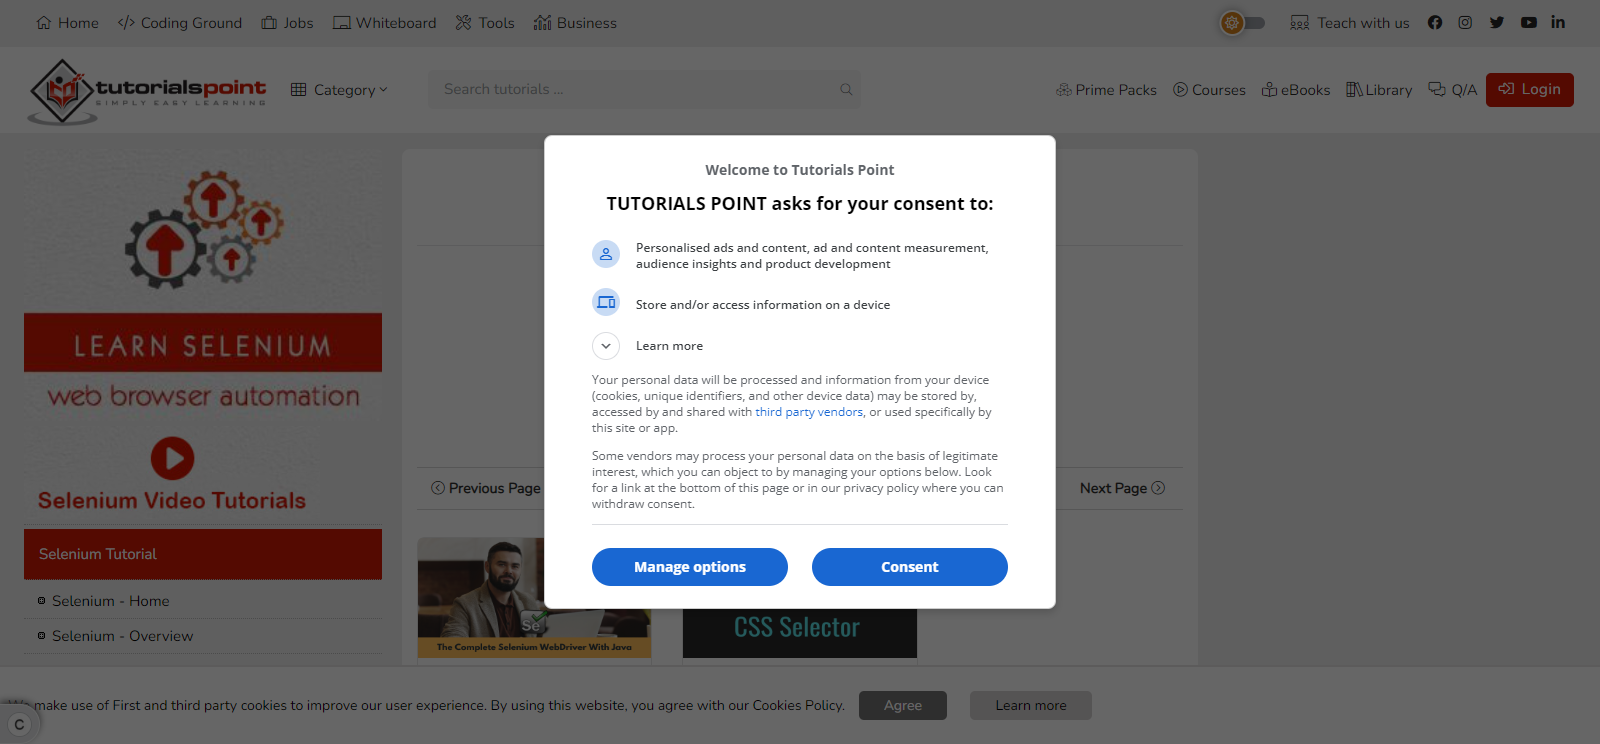 Home
Coding Ground
Jobs
Whiteboard
Tools
Business
Teach with us
tutorialspoint
SIMPLY EASY LEARNING
Category
Search tutorials ...
Prime Packs
Courses
eBooks
Library
Q/A
Login
LEARN SELENIUM
web browser automation
Selenium Video Tutorials
Selenium Tutorial
Selenium - Home
Selenium - Overview
Welcome to Tutorials Point
TUTORIALS POINT asks for your consent to:
Personalised ads and content, ad and content measurement,
audience insights and product development
Store and/or access information on a device
Learn more
Your personal data will be processed and information from your device
(cookies, unique identifiers, and other device data) may be stored by,
accessed by and shared with third party vendors, or used specifically by
this site or app.
Some vendors may process your personal data on the basis of legitimate
interest, which you can object to by managing your options below. Look
for a link at the bottom of this page or in our privacy policy where you can
withdraw consent.
Manage options
Consent
Previous Page
Next Page
Se
The Complete Selenium WebDriver With Java
CSS Selector
We make use of First and third party cookies to improve our user experience. By using this website, you agree with our Cookies Policy.
Agree
Learn more
C